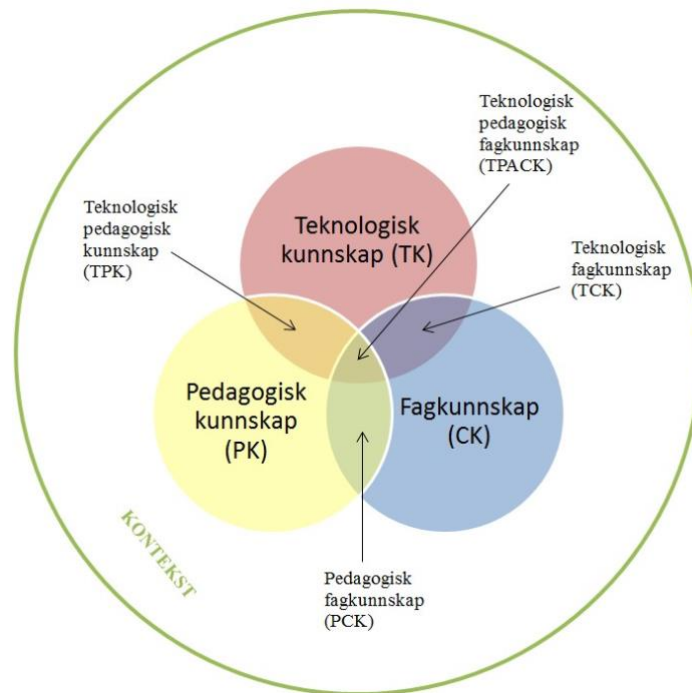 Teknologisk
pedagogisk
fagkunnskap
(TPACK)
Teknologisk
pedagogisk
kunnskap
(TPK)
Teknologisk
kunnskap (TK)
Teknologisk
fagkunnskap
(TCK)
Pedagogisk
kunnskap
(PK)
Fagkunnskap
(CK)
KONTEKST
Pedagogisk
fagkunnskap
(PCK)